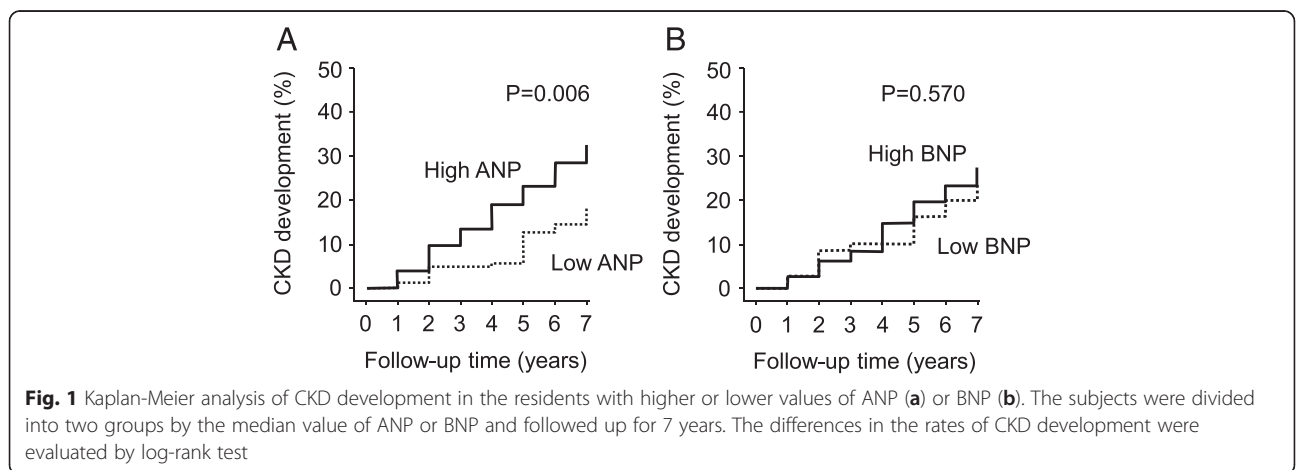 A
CKD development (%)
50
40
30
20
10
0
P=0.006
High ANP
Low ANP
0 1 2 3 4 5 6 7
Follow-up time (years)
B
CKD development (%)
50
40
30
20
10
0
P=0.570
High BNP
Low BNP
0 1 2 3 4 5 6 7
Follow-up time (years)
Fig. 1 Kaplan-Meier analysis of CKD development in the residents with higher or lower values of ANP (a) or BNP (b). The subjects were divided
into two groups by the median value of ANP or BNP and followed up for 7 years. The differences in the rates of CKD development were
evaluated by log-rank test